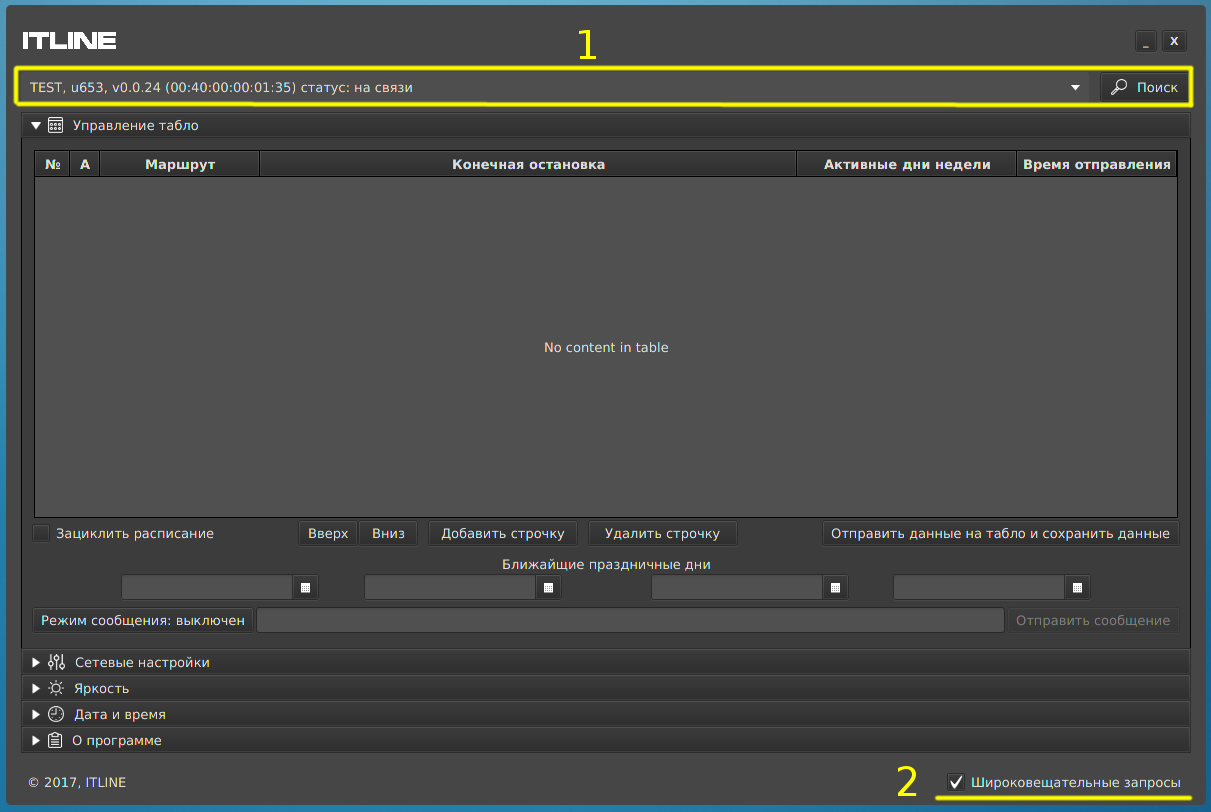 ITLINE
1
_ X
TEST, u653, v0.0.24 (00:40:00:00:01:35) статус: на связи Поиск
Управление табло
№ А Маршрут Конечная остановка Активные дни недели Время отправления
No content in table
Зациклить расписание Вверх Вниз Добавить строчку Удалить строчку Отправить данные на табло и сохранить данные
Ближайшие праздничные дни
Режим сообщения: выключен Отправить сообщение
Сетевые настройки
Яркость
Дата и время
О программе
© 2017, ITLINE 2 Широковещательные запросы